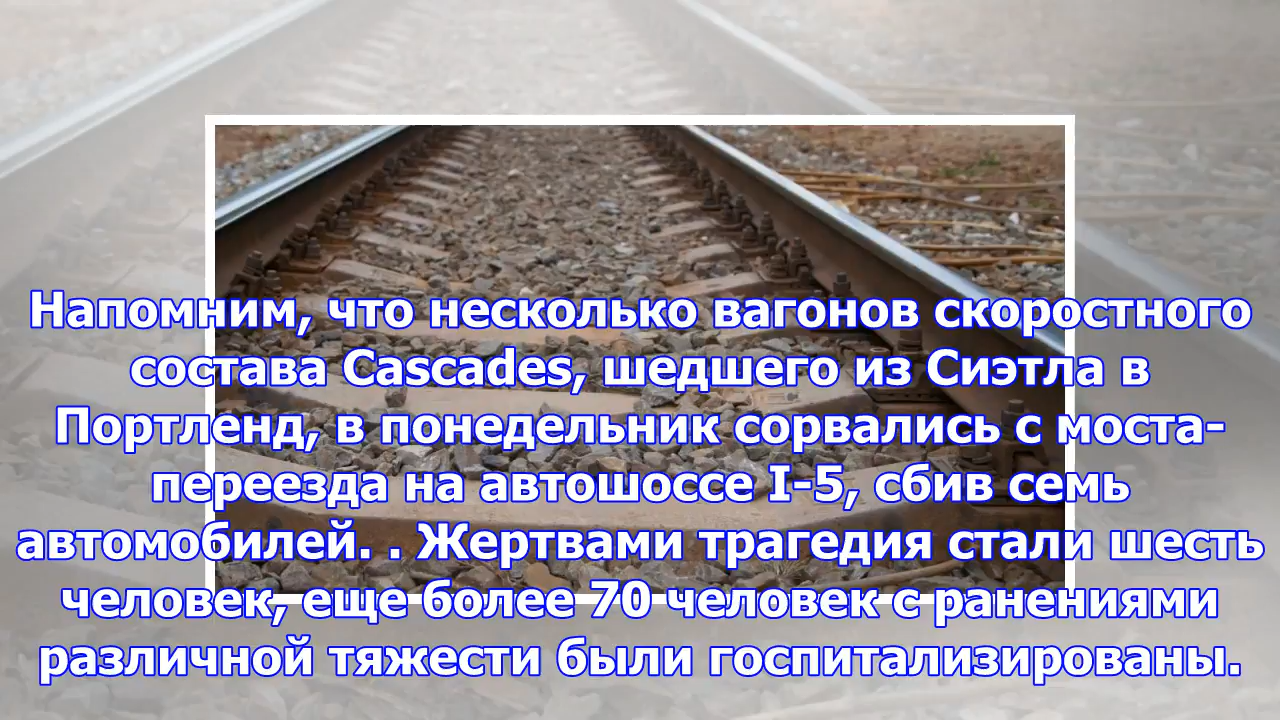 Напомним, что несколько вагонов скоростного
состава Cascades, шедшего из Сиэтла в
Портленд, в понедельник сорвались с моста-
переезда на автошоссе I-5, сбив семь
автомобилей. . Жертвами трагедия стали шесть
человек, еще более 70 человек с ранениями
различной тяжести были госпитализированы.